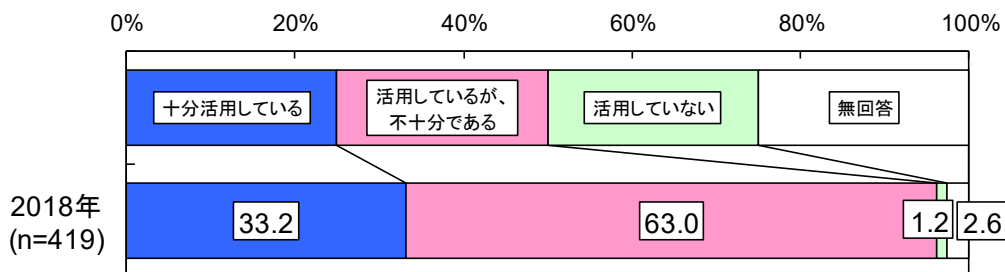 0% 20% 40% 60% 80% 100%
十分活用している
活用しているが、
不十分である
活用していない
無回答
2018年
(n=419)
33.2 63.0 1.2 2.6